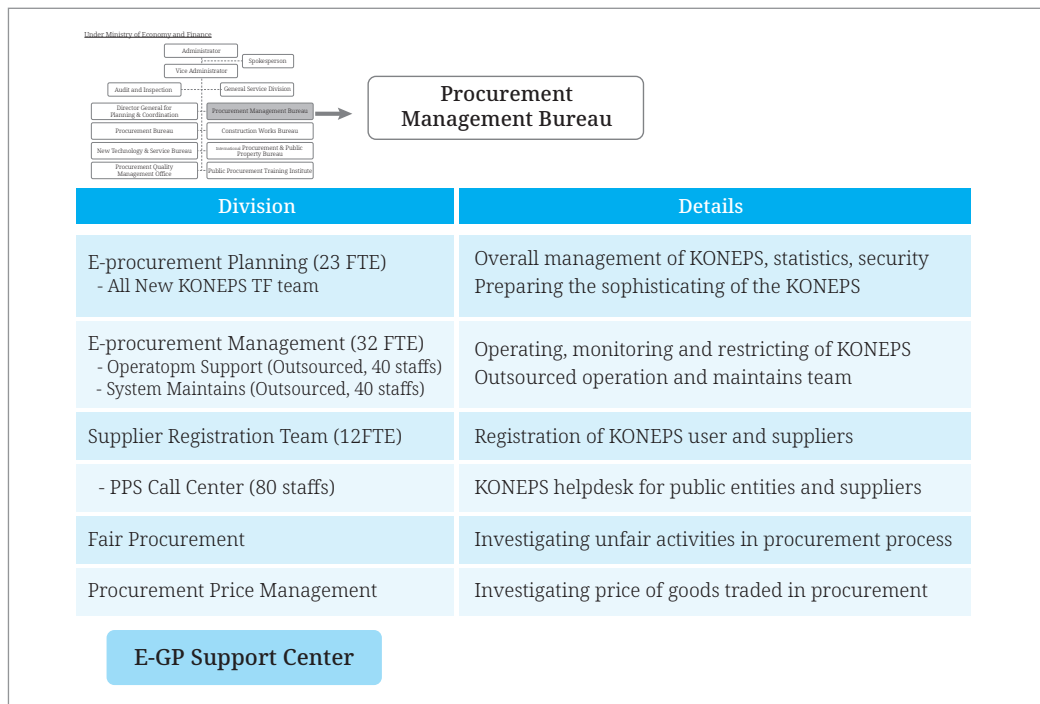 Under Ministry of Economy and Finance
Administrator
Spokesperson
Vice Administrator
Audit and Inspection
General Service Division
Director General for
Planning & Coordination
Procurement Management Bureau
Procurement Bureau
Construction Works Bureau
New Technology & Service Bureau
International Procurement & Public
Property Bureau
Procurement Quality
Management Office
Public Procurement Training Institute
Procurement
Management Bureau
Division
Details
E-procurement Planning (23 FTE)
- All New KONEPS TF team
Overall management of KONEPS, statistics, security
Preparing the sophisticating of the KONEPS
E-procurement Management (32 FTE)
- Operatopm Support (Outsourced, 40 staffs)
- System Maintains (Outsourced, 40 staffs)
Operating, monitoring and restricting of KONEPS
Outsourced operation and maintains team
Supplier Registration Team (12FTE)
Registration of KONEPS user and suppliers
- PPS Call Center (80 staffs)
KONEPS helpdesk for public entities and suppliers
Fair Procurement
Investigating unfair activities in procurement process
Procurement Price Management
Investigating price of goods traded in procurement
E-GP Support Center